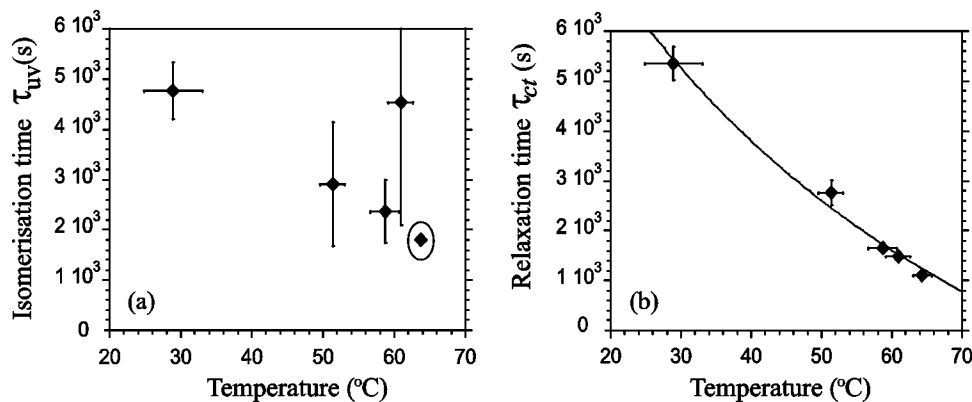 Isomerisation time τuv(s)
6 10³
5 10³
4 10³
3 10³
2 10³
1 10³
0
(a)
20 30 40 50 60 70
Temperature (ºC)
Relaxation time τct (s)
6 10³
5 10³
4 10³
3 10³
2 10³
1 10³
0
(b)
20 30 40 50 60 70
Temperature (ºC)